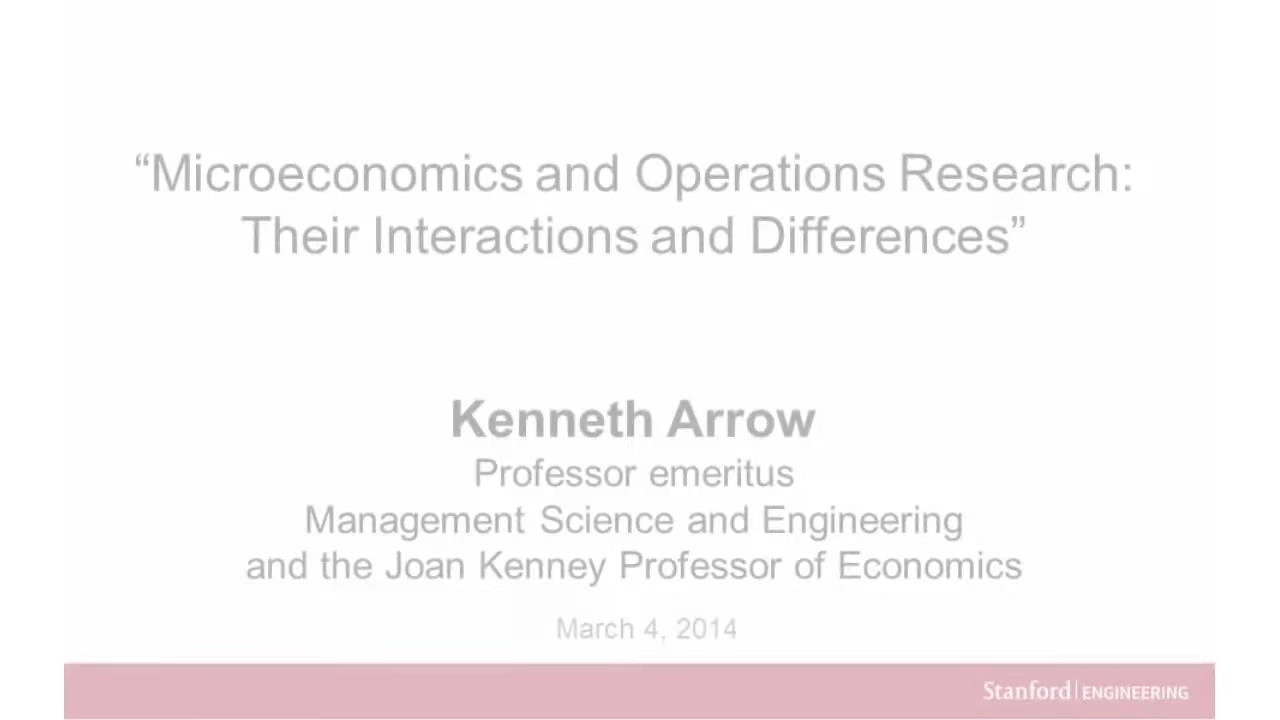 “Microeconomics and Operations Research:
Their Interactions and Differences”
Kenneth Arrow
Professor emeritus
Management Science and Engineering
and the Joan Kenney Professor of Economics
March 4, 2014
Stanford | ENGINEERING